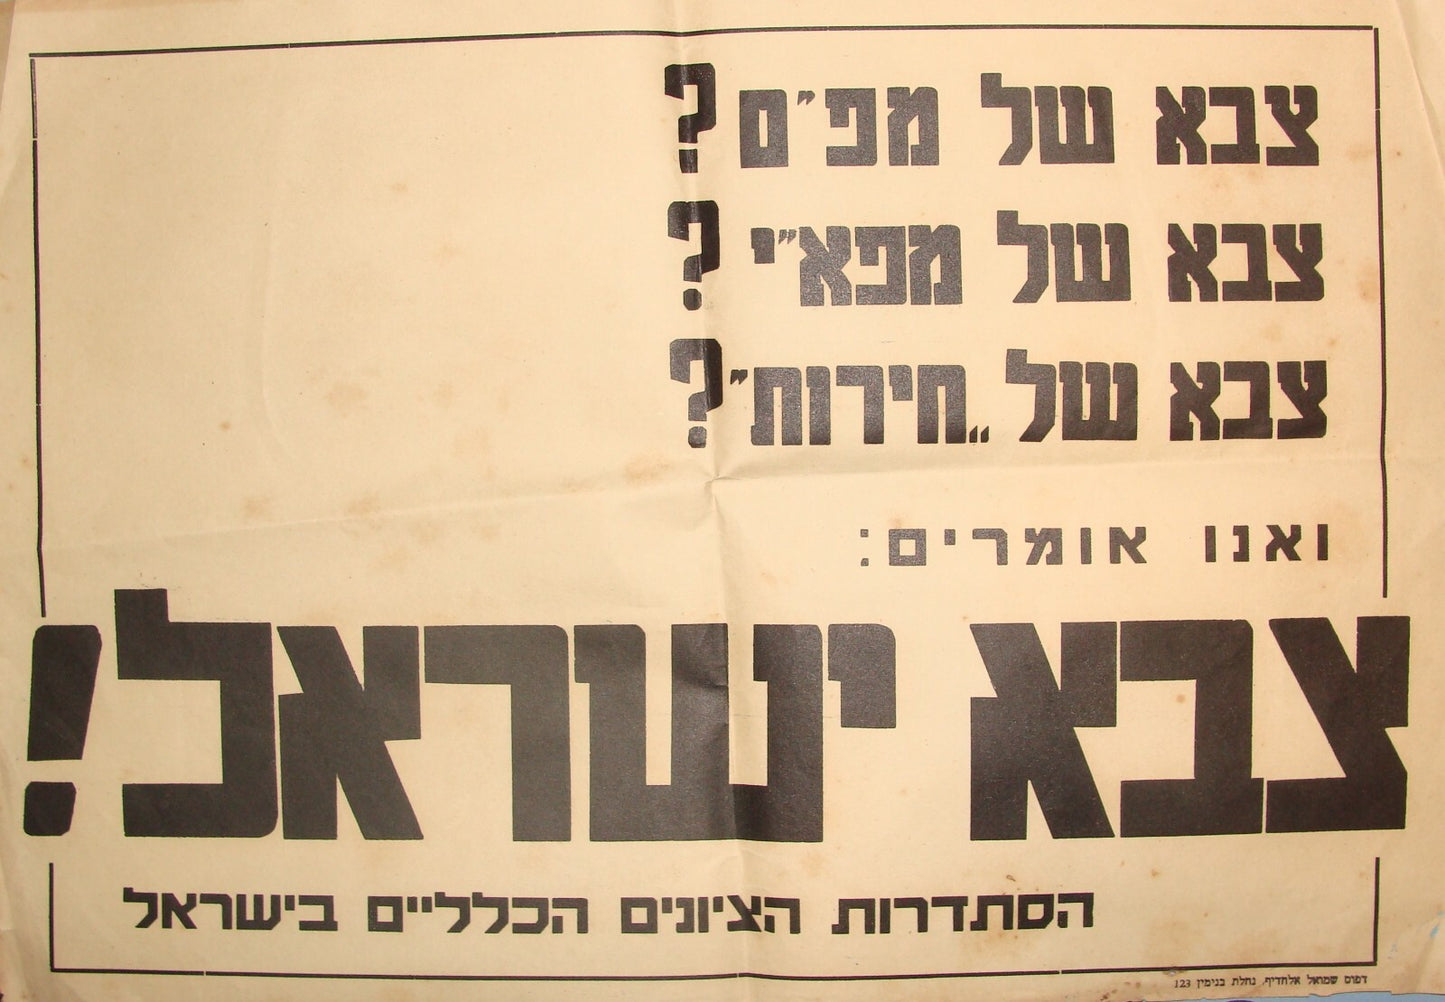 צבא של מפ"ם ?
צבא של מפא"י ?
צבא של „חירות" ?
ואנו אומרים:
צבא ישראל!
הסתדרות הציונים הכלליים בישראל
דפוס שמואל אלחדיף, נחלת בנימין 123